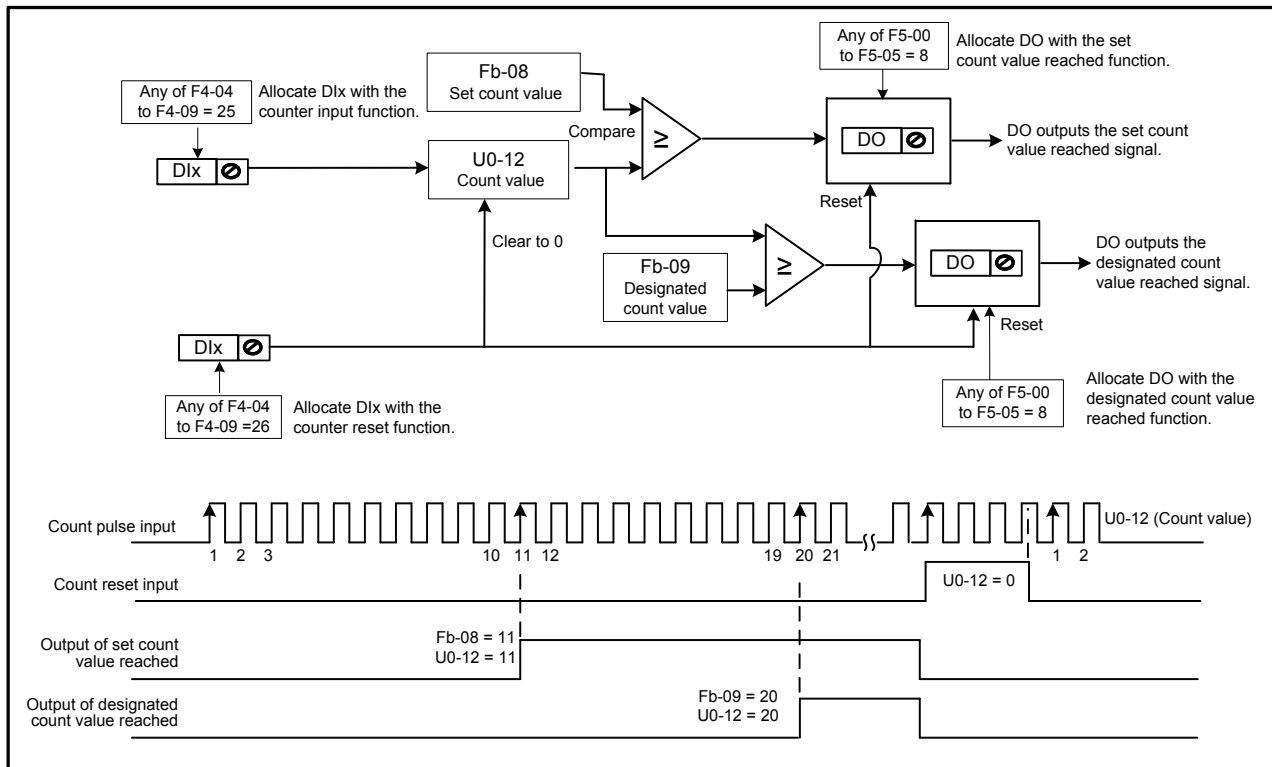 Any of F5-00
to F5-05 = 8
Allocate DO with the set
count value reached function.
Any of F4-04
to F4-09 = 25
Allocate DIx with the
counter input function.
Fb-08
Set count value
Compare
≥
DIx
U0-12
Count value
DO
DO outputs the set count
value reached signal.
Reset
Clear to 0
Fb-09
Designated
count value
≥
DO
DO outputs the
designated count
value reached signal.
Reset
DIx
Any of F4-04
to F4-09 =26
Allocate DIx with the
counter reset function.
Any of F5-00
to F5-05 = 8
Allocate DO with the
designated count value
reached function.
Count pulse input
U0-12 (Count value)
1 2 3 10 11 12 19 20 21 1 2
Count reset input
U0-12 = 0
Output of set count
value reached
Fb-08 = 11
U0-12 = 11
Output of designated
count value reached
Fb-09 = 20
U0-12 = 20